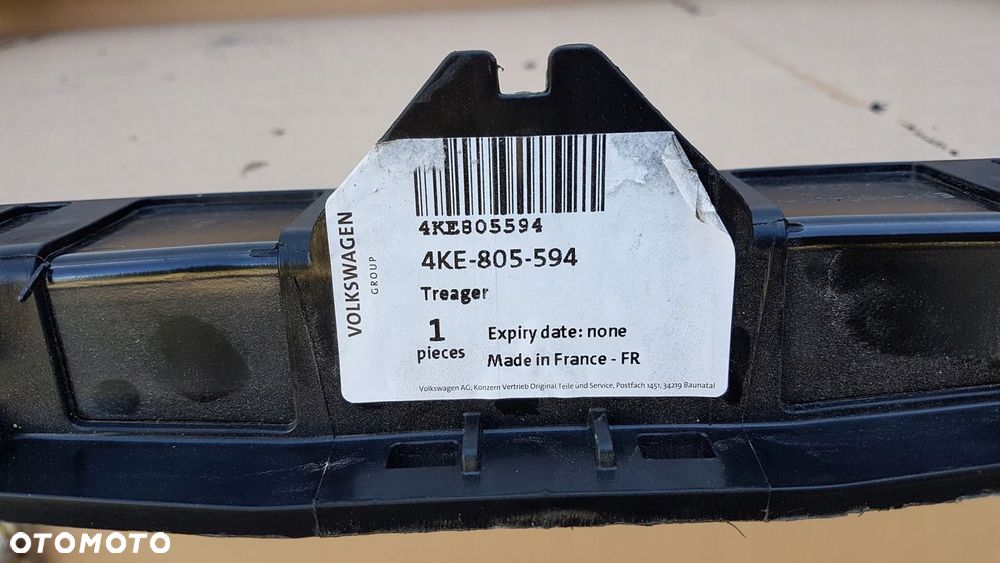 4KE805594
4KE-805-594
Treager
1
pieces
Expiry date: none
Made in France - FR
VOLKSWAGEN
GROUP
Volkswagen AG, Konzern Vertrieb Original Teile und Service, Postfach 1451, 34219 Baunatal
OTOMOTO